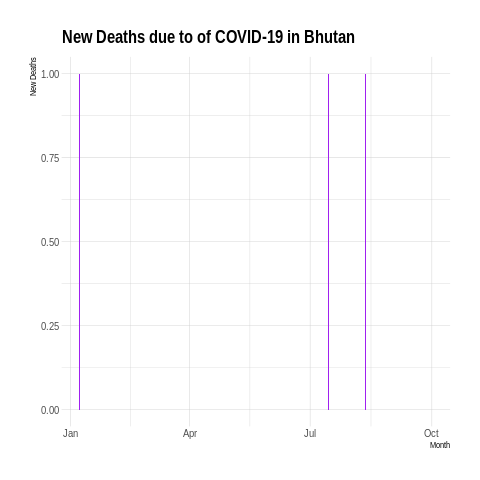 New Deaths due to of COVID-19 in Bhutan
New Deaths
1.00
0.75
0.50
0.25
0.00
Jan Apr Jul Oct
Month